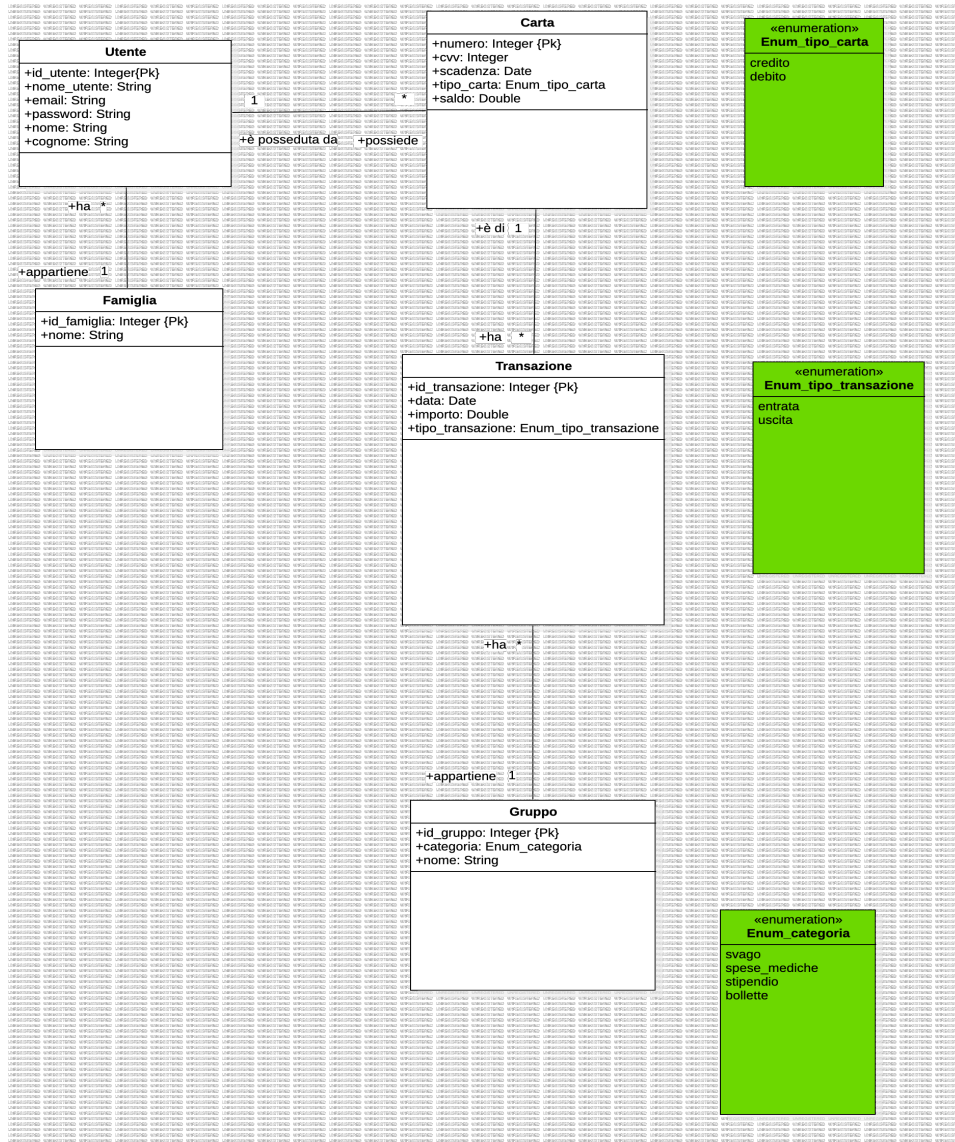 Utente
+id_utente: Integer{Pk}
+nome_utente: String
+email: String
+password: String
+nome: String
+cognome: String
1
*
+è posseduta da
+possiede
Carta
+numero: Integer {Pk}
+cvv: Integer
+scadenza: Date
+tipo_carta: Enum_tipo_carta
+saldo: Double
«enumeration»
Enum_tipo_carta
credito
debito
+ha *
+appartiene 1
Famiglia
+id_famiglia: Integer {Pk}
+nome: String
+è di 1
+ha *
Transazione
+id_transazione: Integer {Pk}
+data: Date
+importo: Double
+tipo_transazione: Enum_tipo_transazione
«enumeration»
Enum_tipo_transazione
entrata
uscita
+ha *
+appartiene 1
Gruppo
+id_gruppo: Integer {Pk}
+categoria: Enum_categoria
+nome: String
«enumeration»
Enum_categoria
svago
spese_mediche
stipendio
bollette